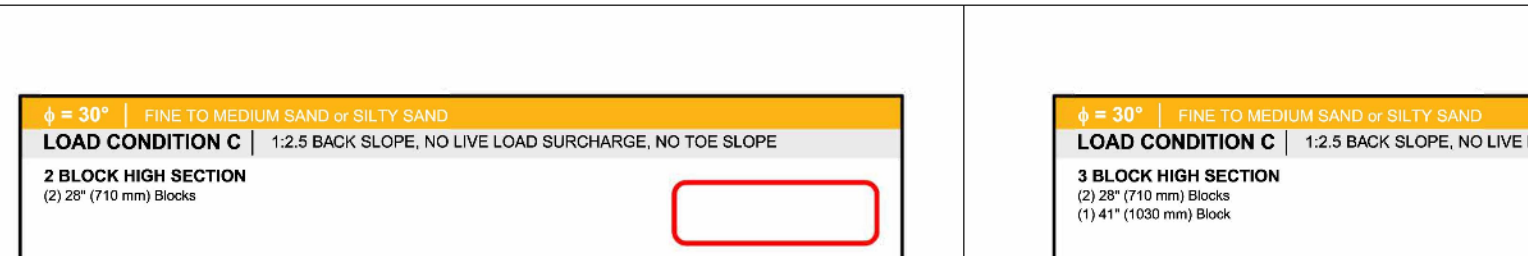 ϕ = 30° | FINE TO MEDIUM SAND or SILTY SAND
LOAD CONDITION C | 1:2.5 BACK SLOPE, NO LIVE LOAD SURCHARGE, NO TOE SLOPE
2 BLOCK HIGH SECTION
(2) 28" (710 mm) Blocks
ϕ = 30° | FINE TO MEDIUM SAND or SILTY SAND
LOAD CONDITION C | 1:2.5 BACK SLOPE, NO LIVE
3 BLOCK HIGH SECTION
(2) 28" (710 mm) Blocks
(1) 41" (1030 mm) Block